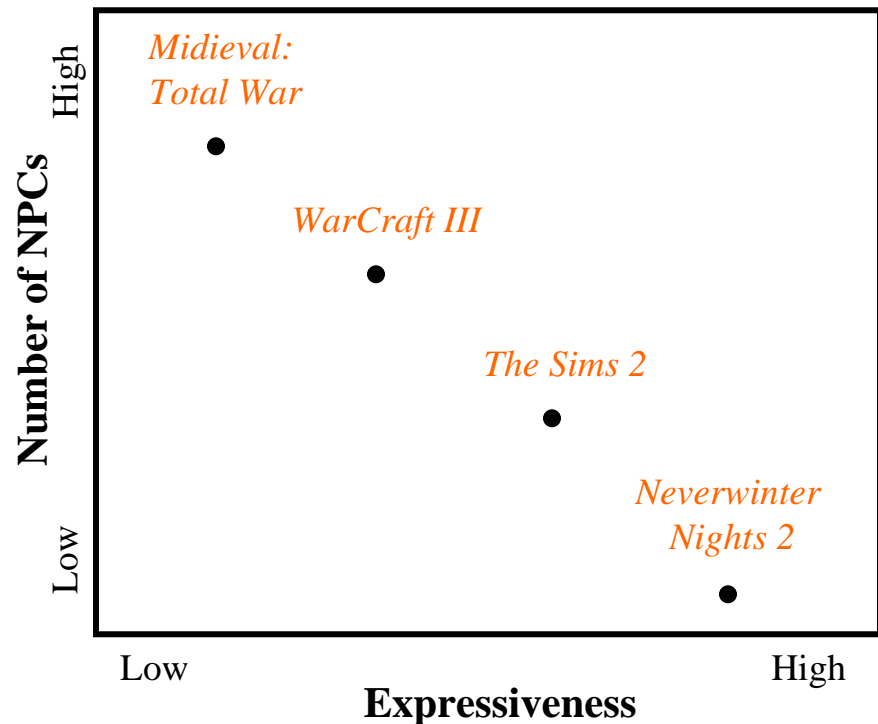 Midieval:
Total War
WarCraft III
The Sims 2
Neverwinter
Nights 2
High
Number of NPCs
Low
Low
High
Expressiveness